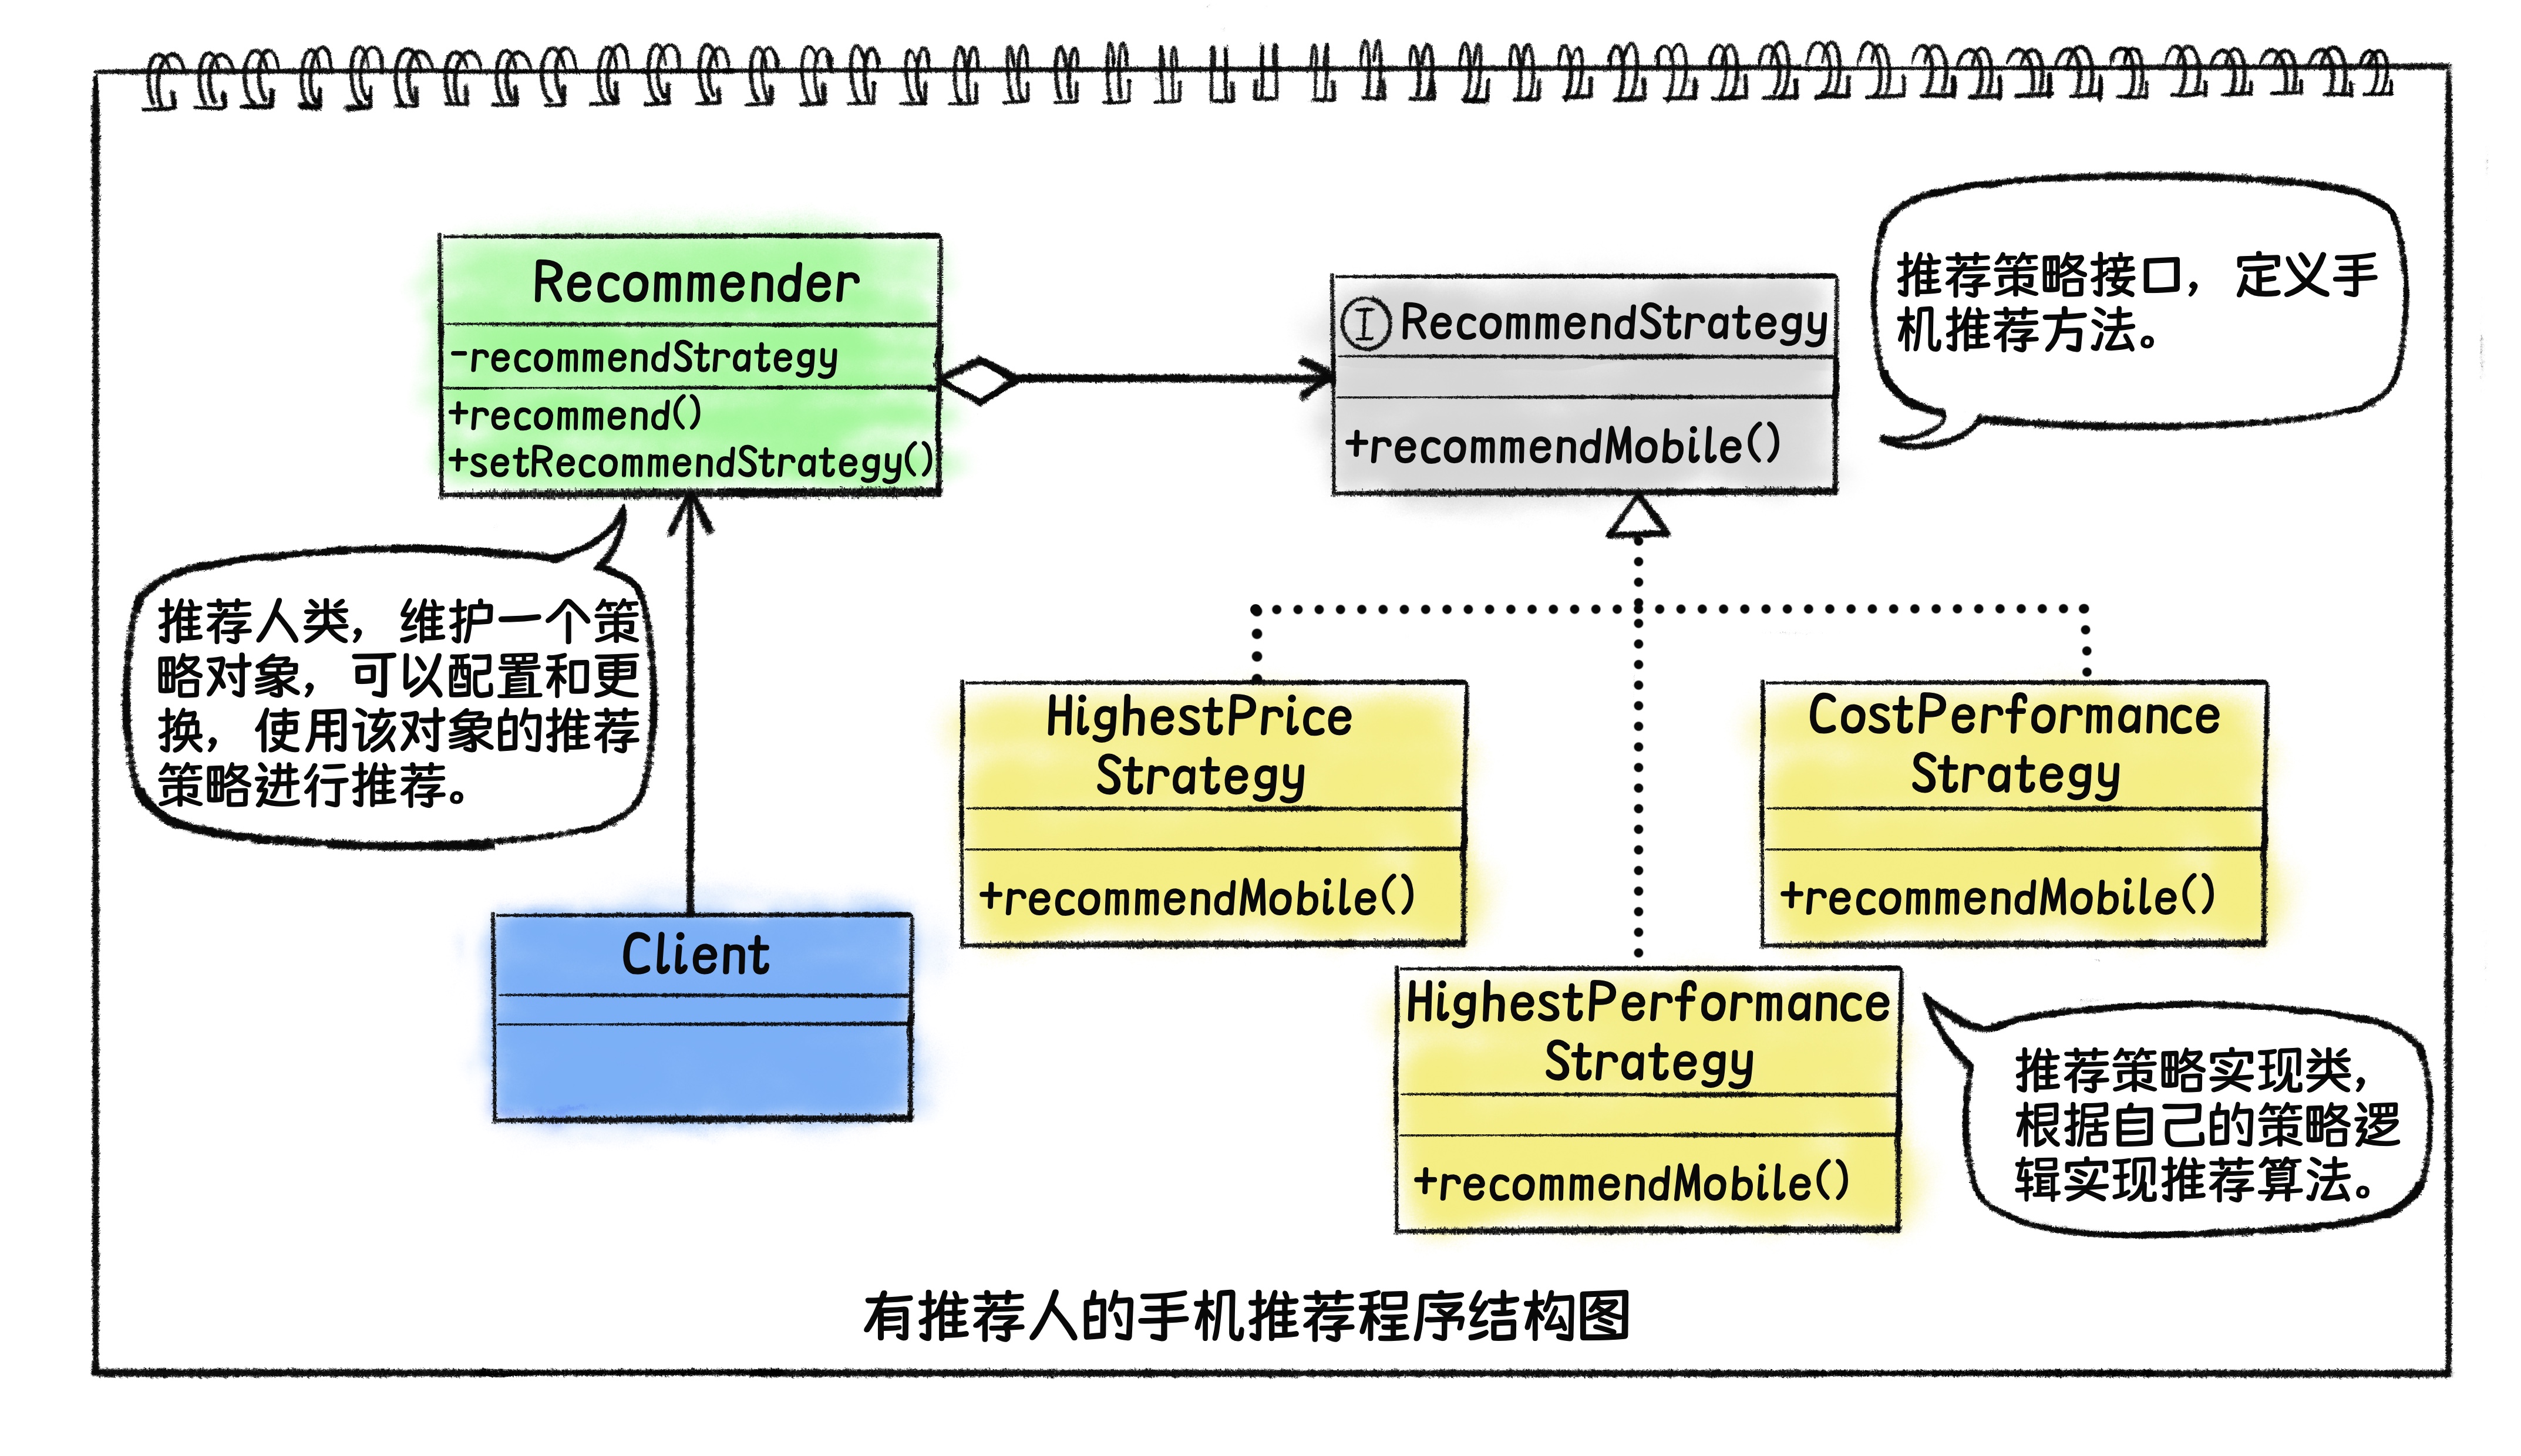 Recommender
-recommendStrategy
+recommend()
+setRecommendStrategy()
I RecommendStrategy
+recommendMobile()
推荐策略接口，定义手
机推荐方法。
推荐人类，维护一个策
略对象，可以配置和更
换，使用该对象的推荐
策略进行推荐。
HighestPrice
Strategy
+recommendMobile()
CostPerformance
Strategy
+recommendMobile()
Client
HighestPerformance
Strategy
+recommendMobile()
推荐策略实现类，
根据自己的策略逻
辑实现推荐算法。
有推荐人的手机推荐程序结构图